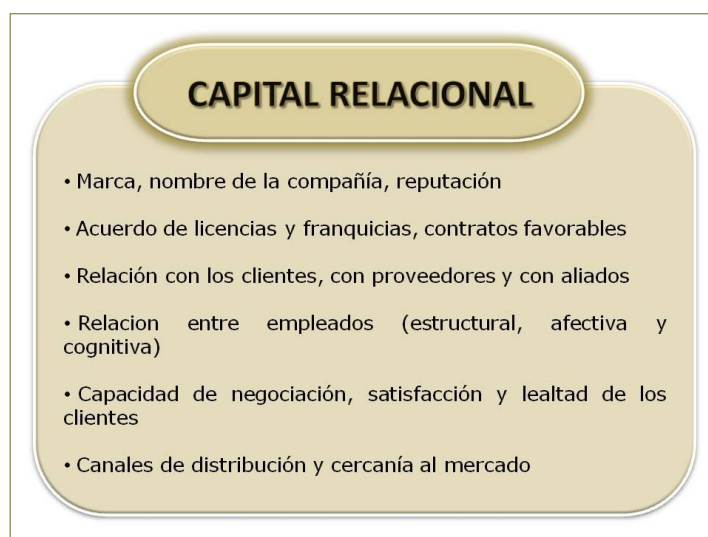 CAPITAL RELACIONAL
• Marca, nombre de la compañía, reputación
• Acuerdo de licencias y franquicias, contratos favorables
• Relación con los clientes, con proveedores y con aliados
• Relacion entre empleados (estructural, afectiva y
cognitiva)
• Capacidad de negociación, satisfacción y lealtad de los
clientes
• Canales de distribución y cercanía al mercado